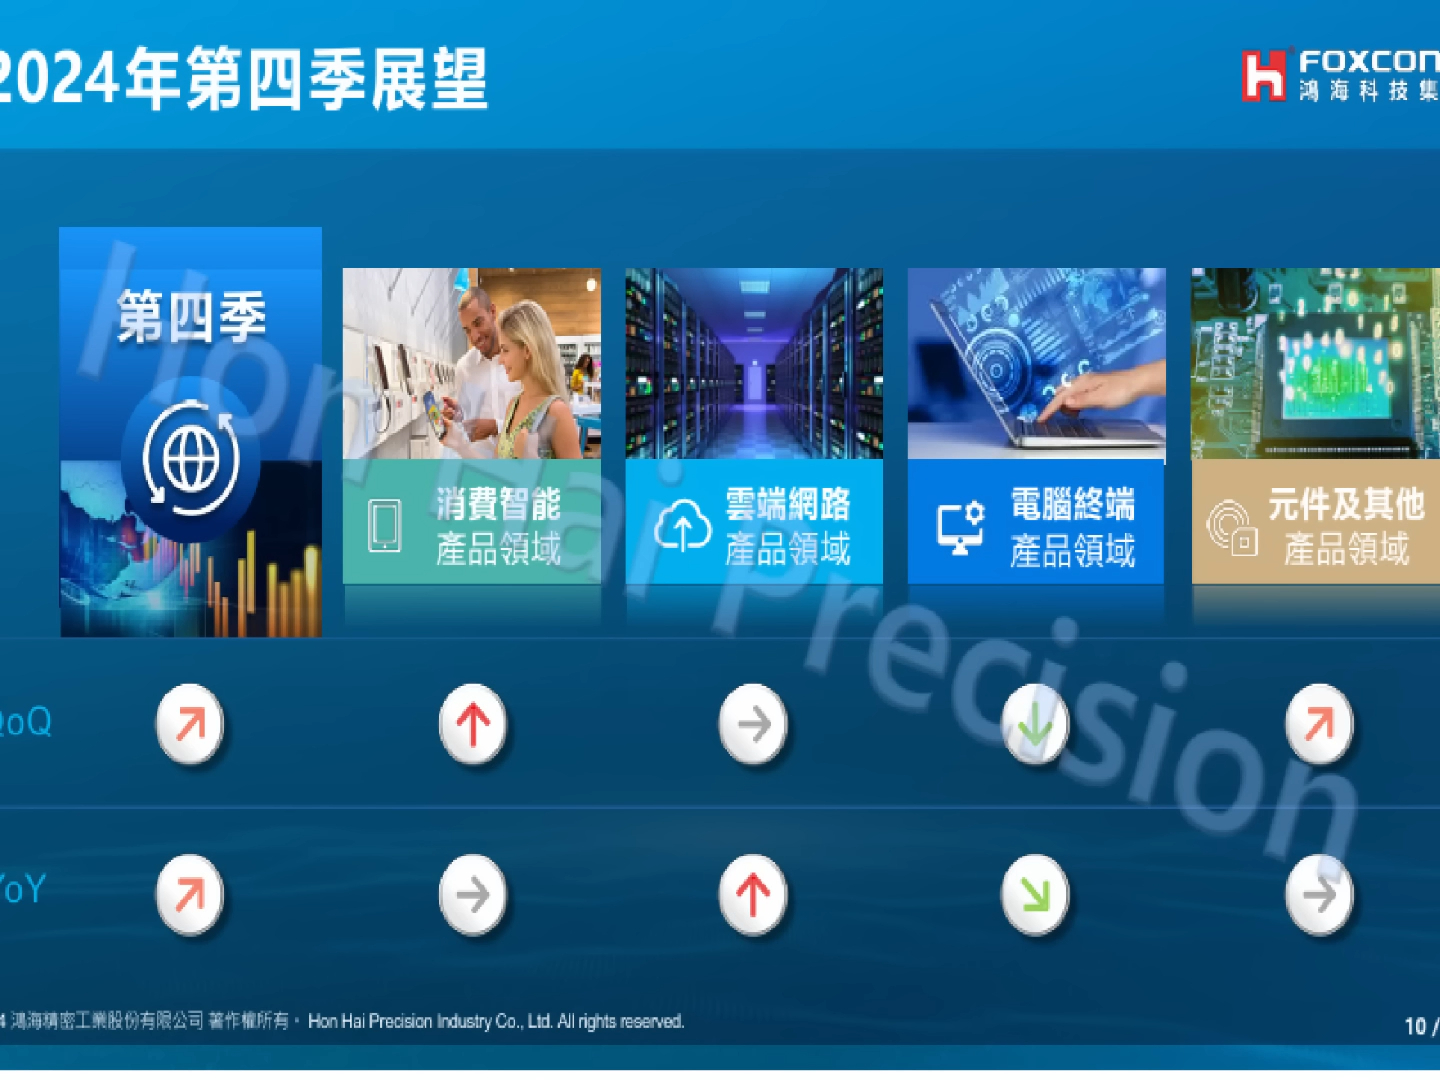 2024年第四季展望
FOXCON
鴻海科技集
第四季
消費智能
產品領域
雲端網路
產品領域
電腦終端
產品領域
元件及其他
產品領域
QoQ
YoY
4 鴻海精密工業股份有限公司 著作權所有。 Hon Hai Precision Industry Co., Ltd. All rights reserved.
10 /
Hon Hai Precision